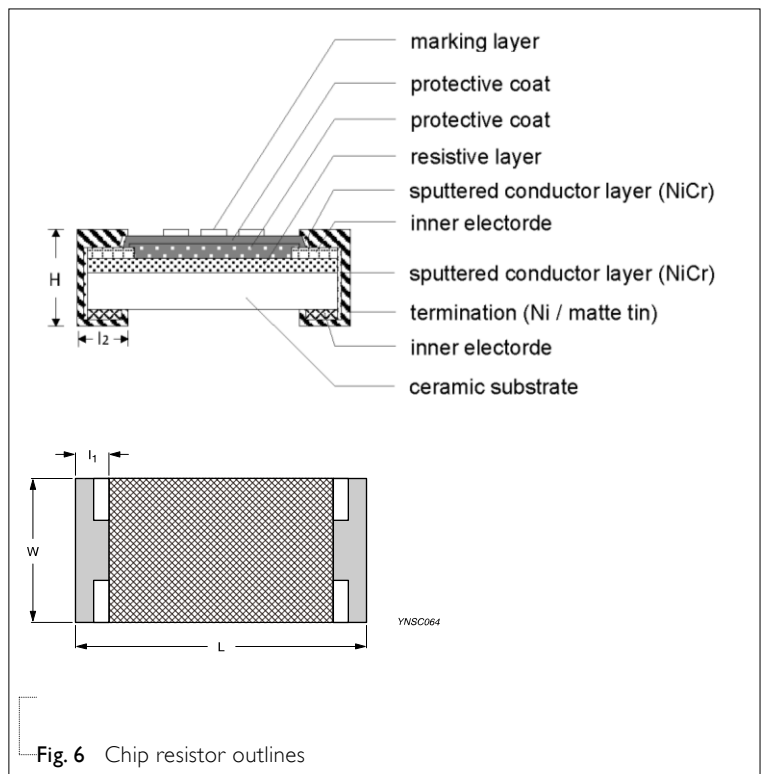 marking layer
protective coat
protective coat
resistive layer
sputtered conductor layer (NiCr)
inner electorde
H
sputtered conductor layer (NiCr)
termination (Ni / matte tin)
l2
inner electorde
ceramic substrate
l1
W
YNSC064
L
Fig. 6 Chip resistor outlines